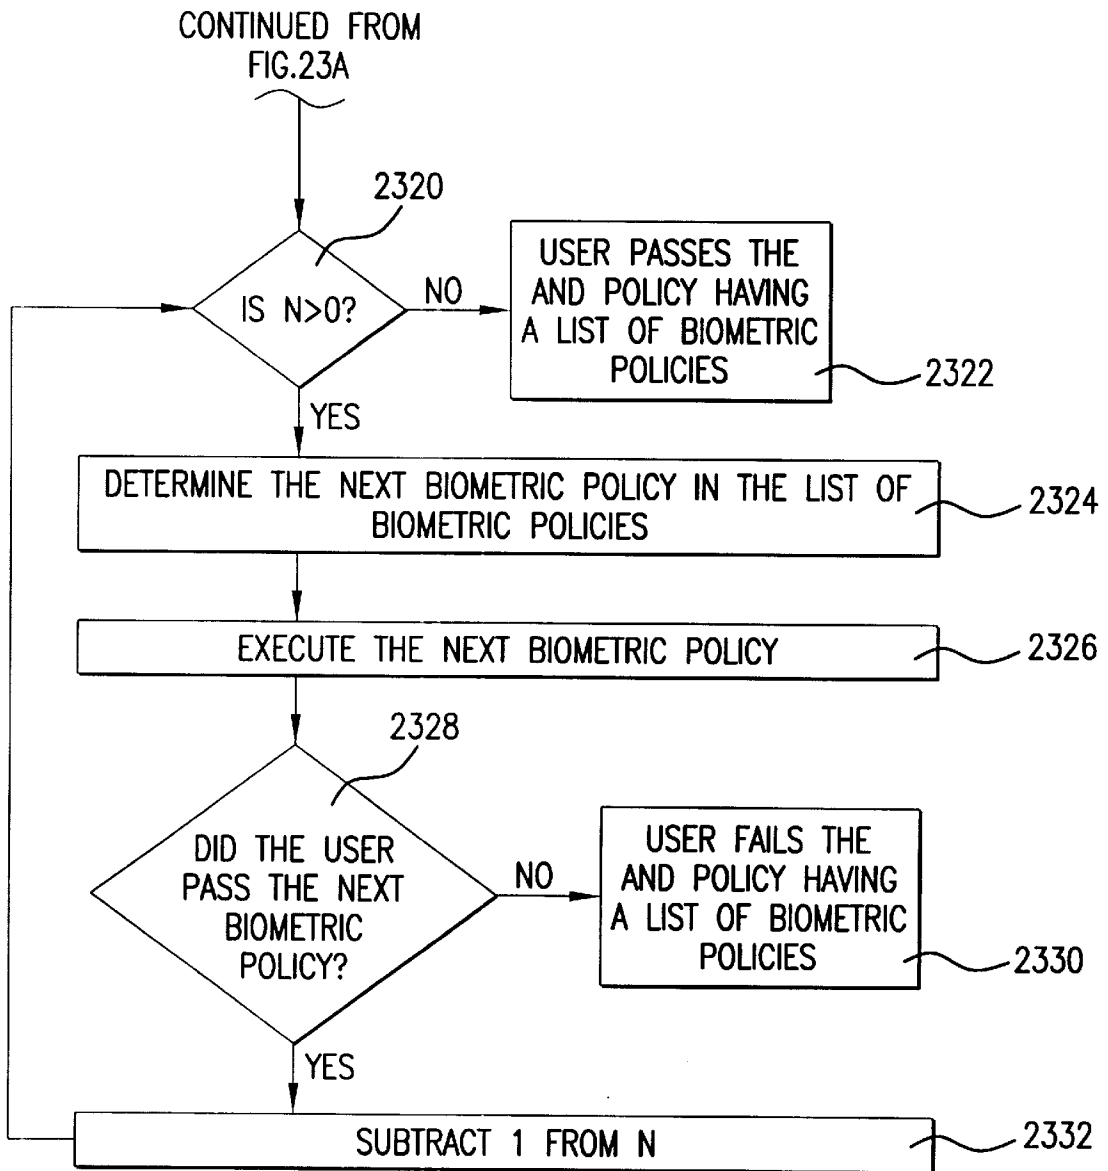 CONTINUED FROM
FIG.23A
2320
IS N>0?
NO
USER PASSES THE
AND POLICY HAVING
A LIST OF BIOMETRIC
POLICIES
2322
YES
DETERMINE THE NEXT BIOMETRIC POLICY IN THE LIST OF
BIOMETRIC POLICIES
2324
EXECUTE THE NEXT BIOMETRIC POLICY
2326
2328
DID THE USER
PASS THE NEXT
BIOMETRIC
POLICY?
NO
USER FAILS THE
AND POLICY HAVING
A LIST OF BIOMETRIC
POLICIES
2330
YES
SUBTRACT 1 FROM N
2332